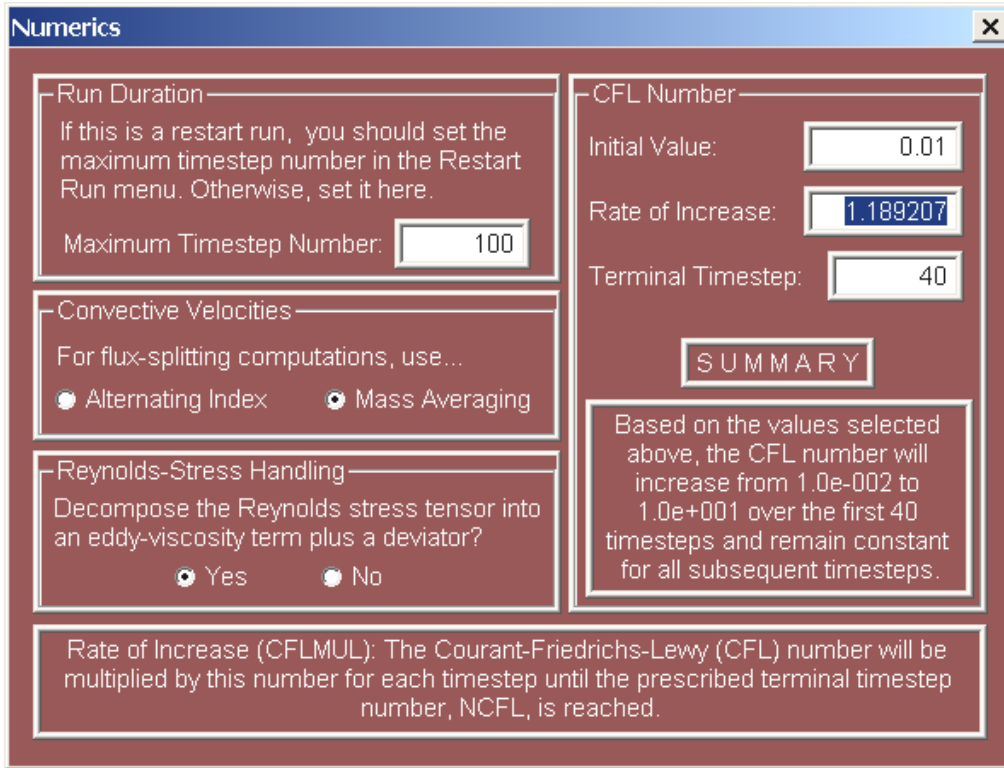 Numerics
Run Duration
If this is a restart run, you should set the
maximum timestep number in the Restart
Run menu. Otherwise, set it here.
Maximum Timestep Number: 100
Convective Velocities
For flux-splitting computations, use...
Alternating Index Mass Averaging
Reynolds-Stress Handling
Decompose the Reynolds stress tensor into
an eddy-viscosity term plus a deviator?
Yes No
CFL Number
Initial Value: 0.01
Rate of Increase: 1.189207
Terminal Timestep: 40
SUMMARY
Based on the values selected
above, the CFL number will
increase from 1.0e-002 to
1.0e+001 over the first 40
timesteps and remain constant
for all subsequent timesteps.
Rate of Increase (CFLMUL): The Courant-Friedrichs-Lewy (CFL) number will be
multiplied by this number for each timestep until the prescribed terminal timestep
number, NCFL, is reached.